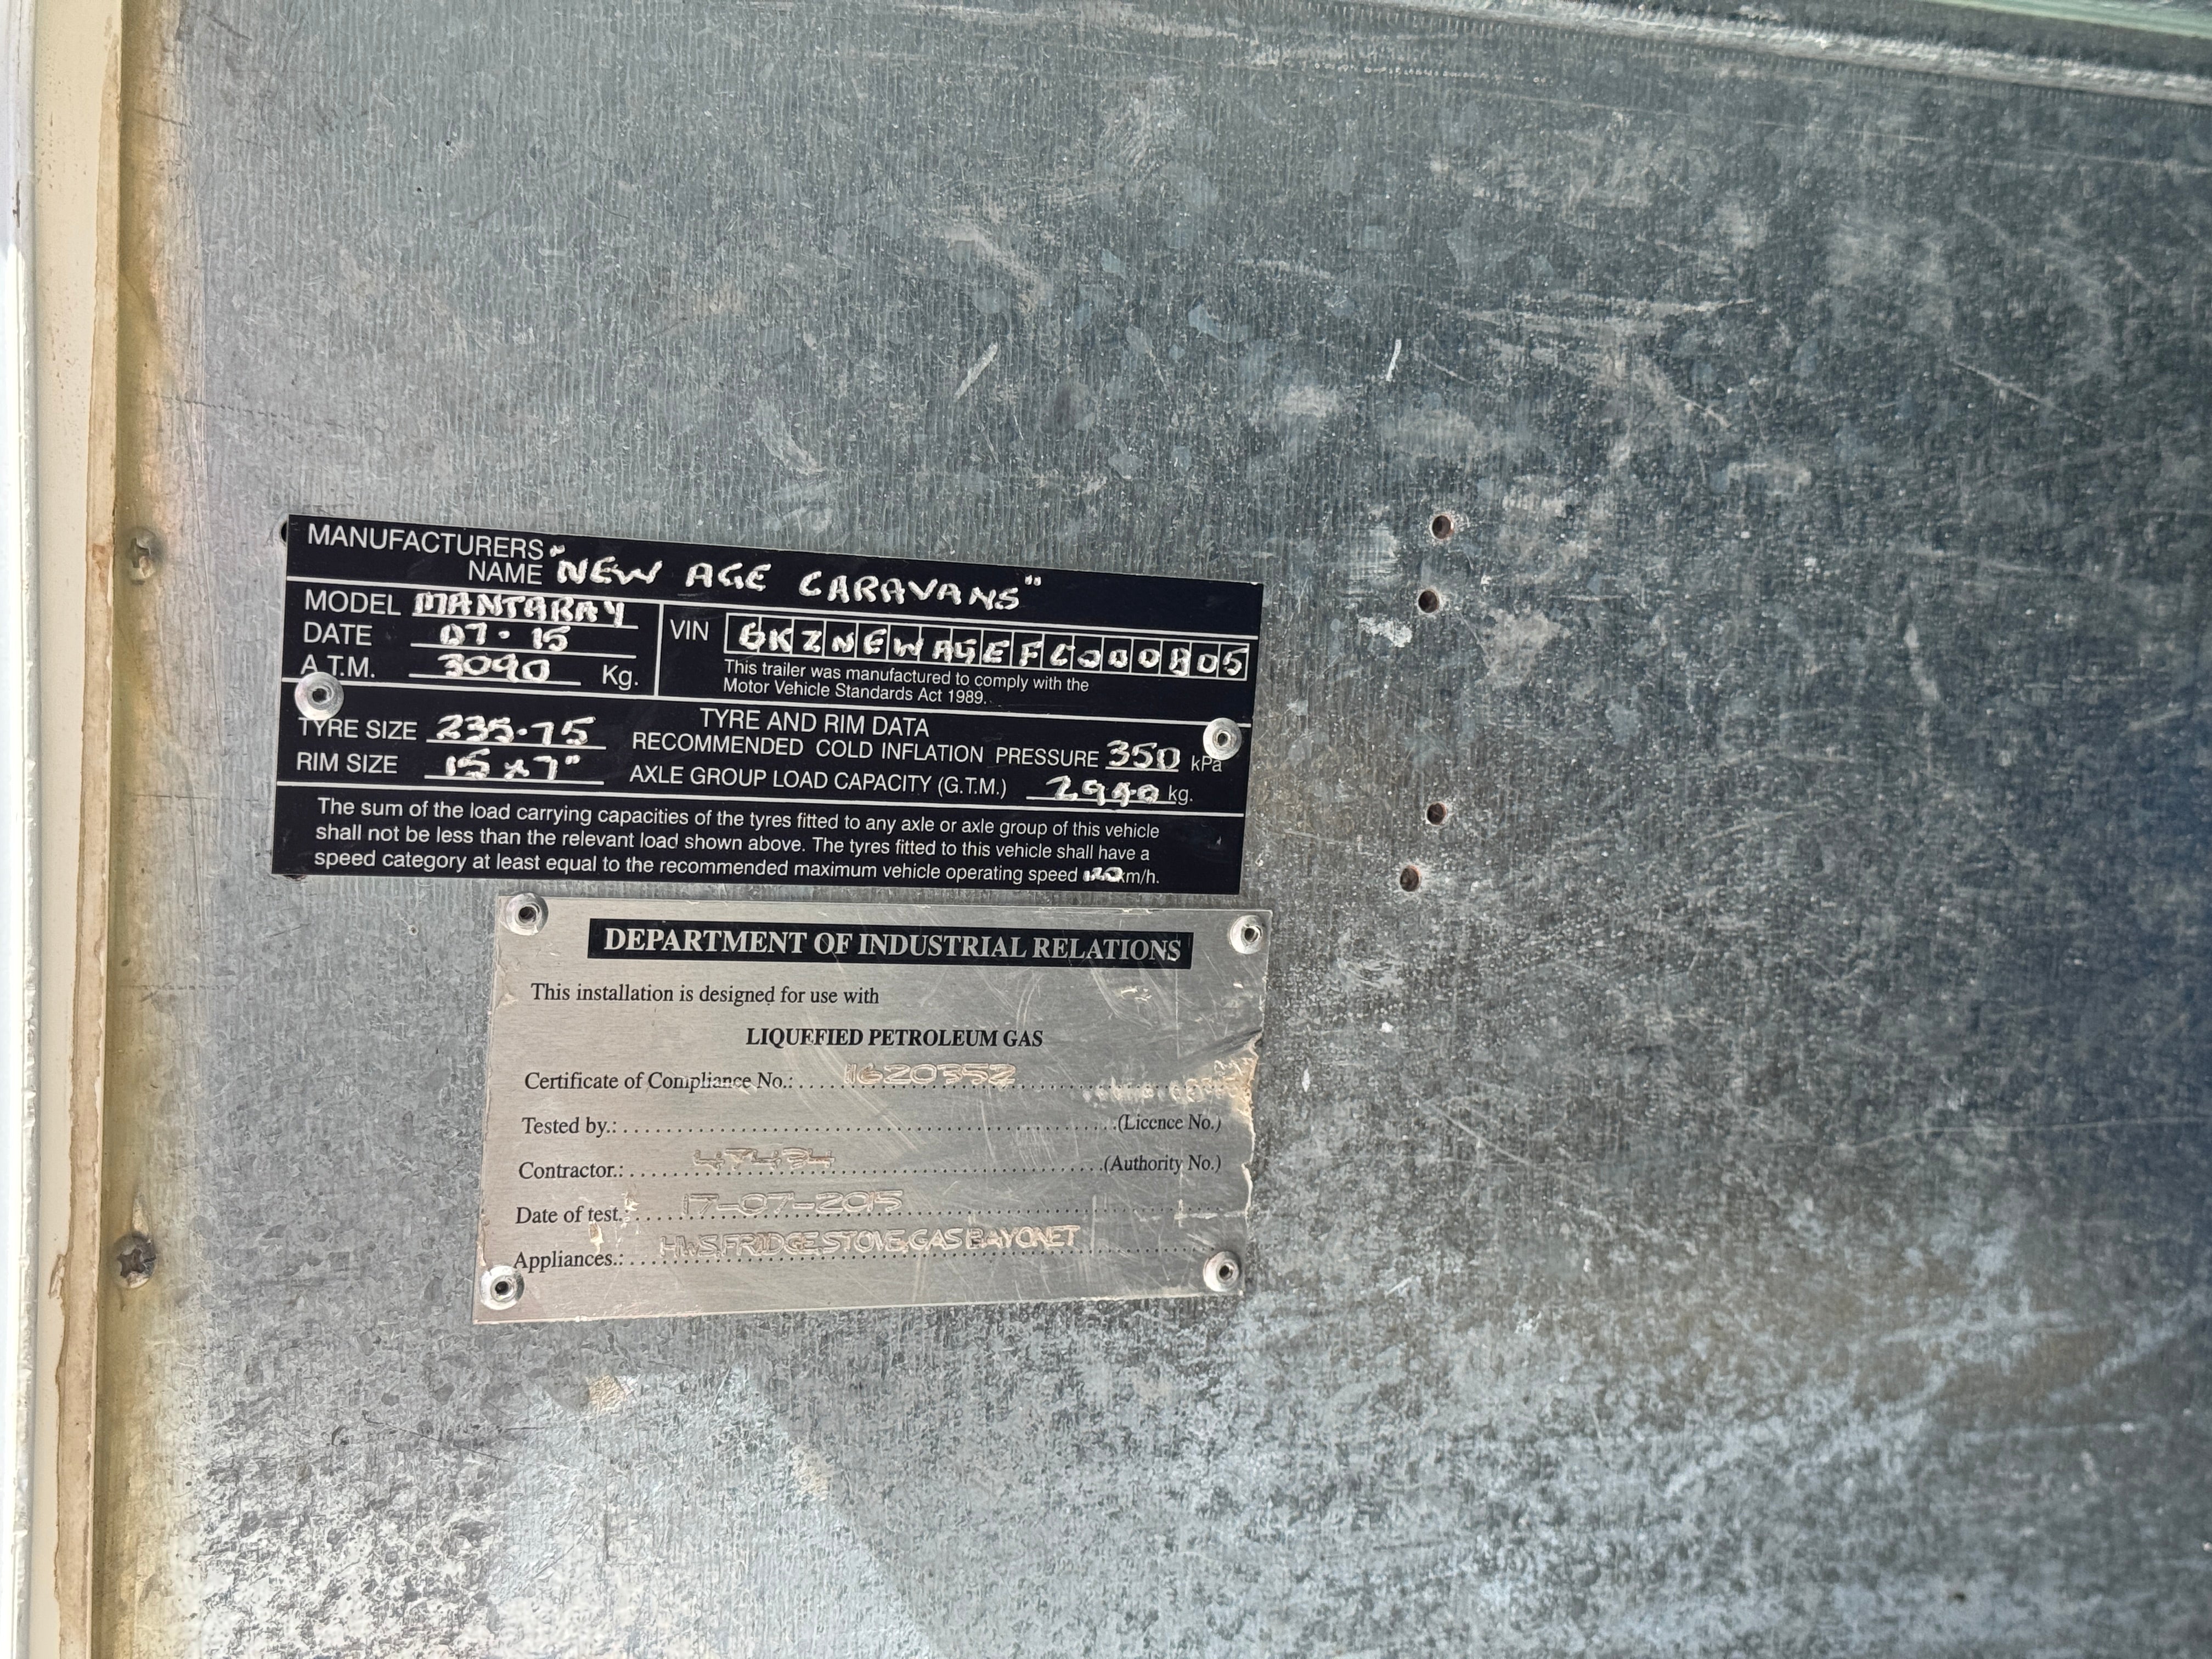 MANUFACTURERS
NAME "NEW AGE CARAVANS"
MODEL MANTARAY
DATE 07·15
A.T.M. 3090 Kg.
VIN 6KZNEWAGEFC000805
This trailer was manufactured to comply with the
Motor Vehicle Standards Act 1989.
TYRE AND RIM DATA
TYRE SIZE 235·75
RECOMMENDED COLD INFLATION PRESSURE 350 kPa
RIM SIZE 15 x 7"
AXLE GROUP LOAD CAPACITY (G.T.M.) 2940 kg.
The sum of the load carrying capacities of the tyres fitted to any axle or axle group of this vehicle
shall not be less than the relevant load shown above. The tyres fitted to this vehicle shall have a
speed category at least equal to the recommended maximum vehicle operating speed 120 km/h.
DEPARTMENT OF INDUSTRIAL RELATIONS
This installation is designed for use with
LIQUEFIED PETROLEUM GAS
Certificate of Compliance No.: 1620352
Tested by.: (Licence No.)
Contractor.: 47434 (Authority No.)
Date of test.: 17-07-2015
Appliances.: HWS,FRIDGE,STOVE,GAS BAYONET